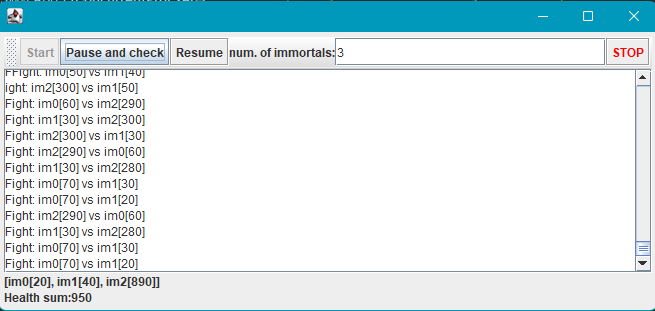 Start Pause and check Resume num. of immortals: 3 STOP
FFight: im0[50] vs im1[40]
ight: im2[300] vs im1[50]
Fight: im0[60] vs im2[290]
Fight: im1[30] vs im2[300]
Fight: im2[300] vs im1[30]
Fight: im2[290] vs im0[60]
Fight: im1[30] vs im2[280]
Fight: im0[70] vs im1[30]
Fight: im0[70] vs im1[20]
Fight: im2[290] vs im0[60]
Fight: im1[30] vs im2[280]
Fight: im0[70] vs im1[30]
Fight: im0[70] vs im1[20]
[im0[20], im1[40], im2[890]]
Health sum:950